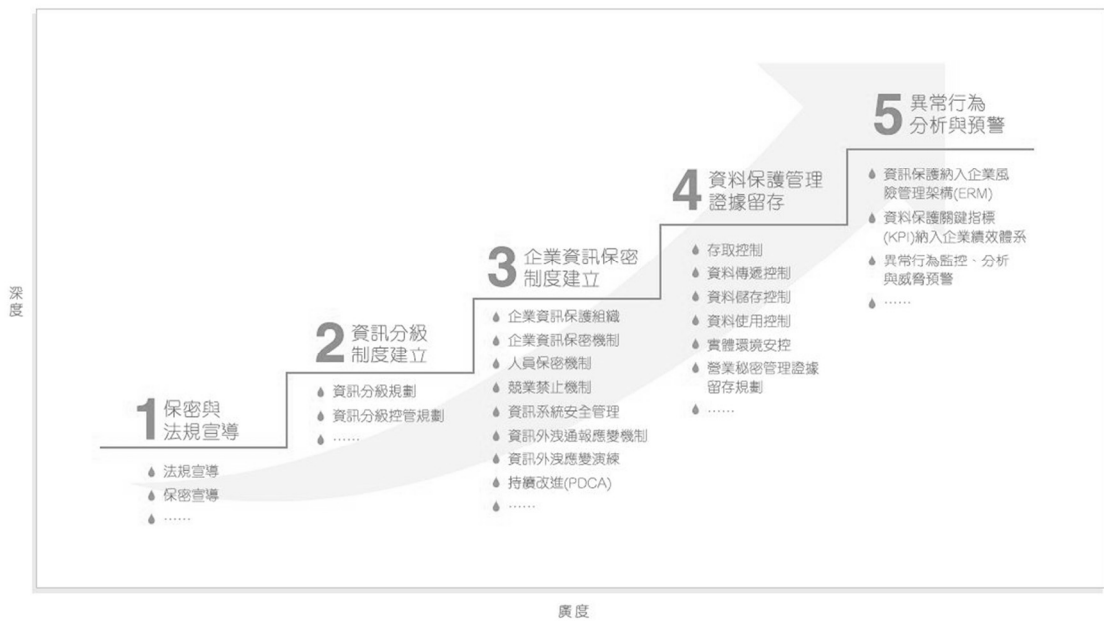 深度
1 保密與
法規宣導
法規宣導
保密宣導
……
2 資訊分級
制度建立
資訊分級規劃
資訊分級控管規劃
……
3 企業資訊保密
制度建立
企業資訊保護組織
企業資訊保密機制
人員保密機制
競業禁止機制
資訊系統安全管理
資訊外洩通報應變機制
資訊外洩應變演練
持續改進(PDCA)
……
4 資料保護管理
證據留存
存取控制
資料傳遞控制
資料儲存控制
資料使用控制
實體環境安控
營業秘密管理證據
留存規劃
……
5 異常行為
分析與預警
資訊保護納入企業風
險管理架構(ERM)
資料保護關鍵指標
(KPI)納入企業績效體系
異常行為監控、分析
與威脅預警
……
廣度